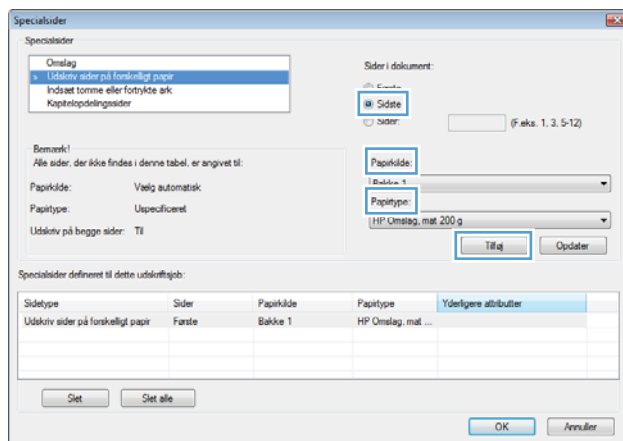 Specialsider
Specialsider
Omslag
» Udskriv sider på forskelligt papir
Indsæt tomme eller fortrykte ark
Kapitelopdelingssider
Sider i dokument:
Første
Sidste
Sider:
(F.eks. 1, 3, 5-12)
Bemærk!
Alle sider, der ikke findes i denne tabel, er angivet til:
Papirkilde: Vælg automatisk
Papirtype: Uspecificeret
Udskriv på begge sider: Til
Papirkilde:
Bakke 1
Papirtype:
HP Omslag, mat 200 g
Tilføj Opdater
Specialsider defineret til dette udskriftsjob:
Sidetype Sider Papirkilde Papirtype Yderligere attributter
Udskriv sider på forskelligt papir Første Bakke 1 HP Omslag, mat ...
Slet Slet alle
OK Annuller